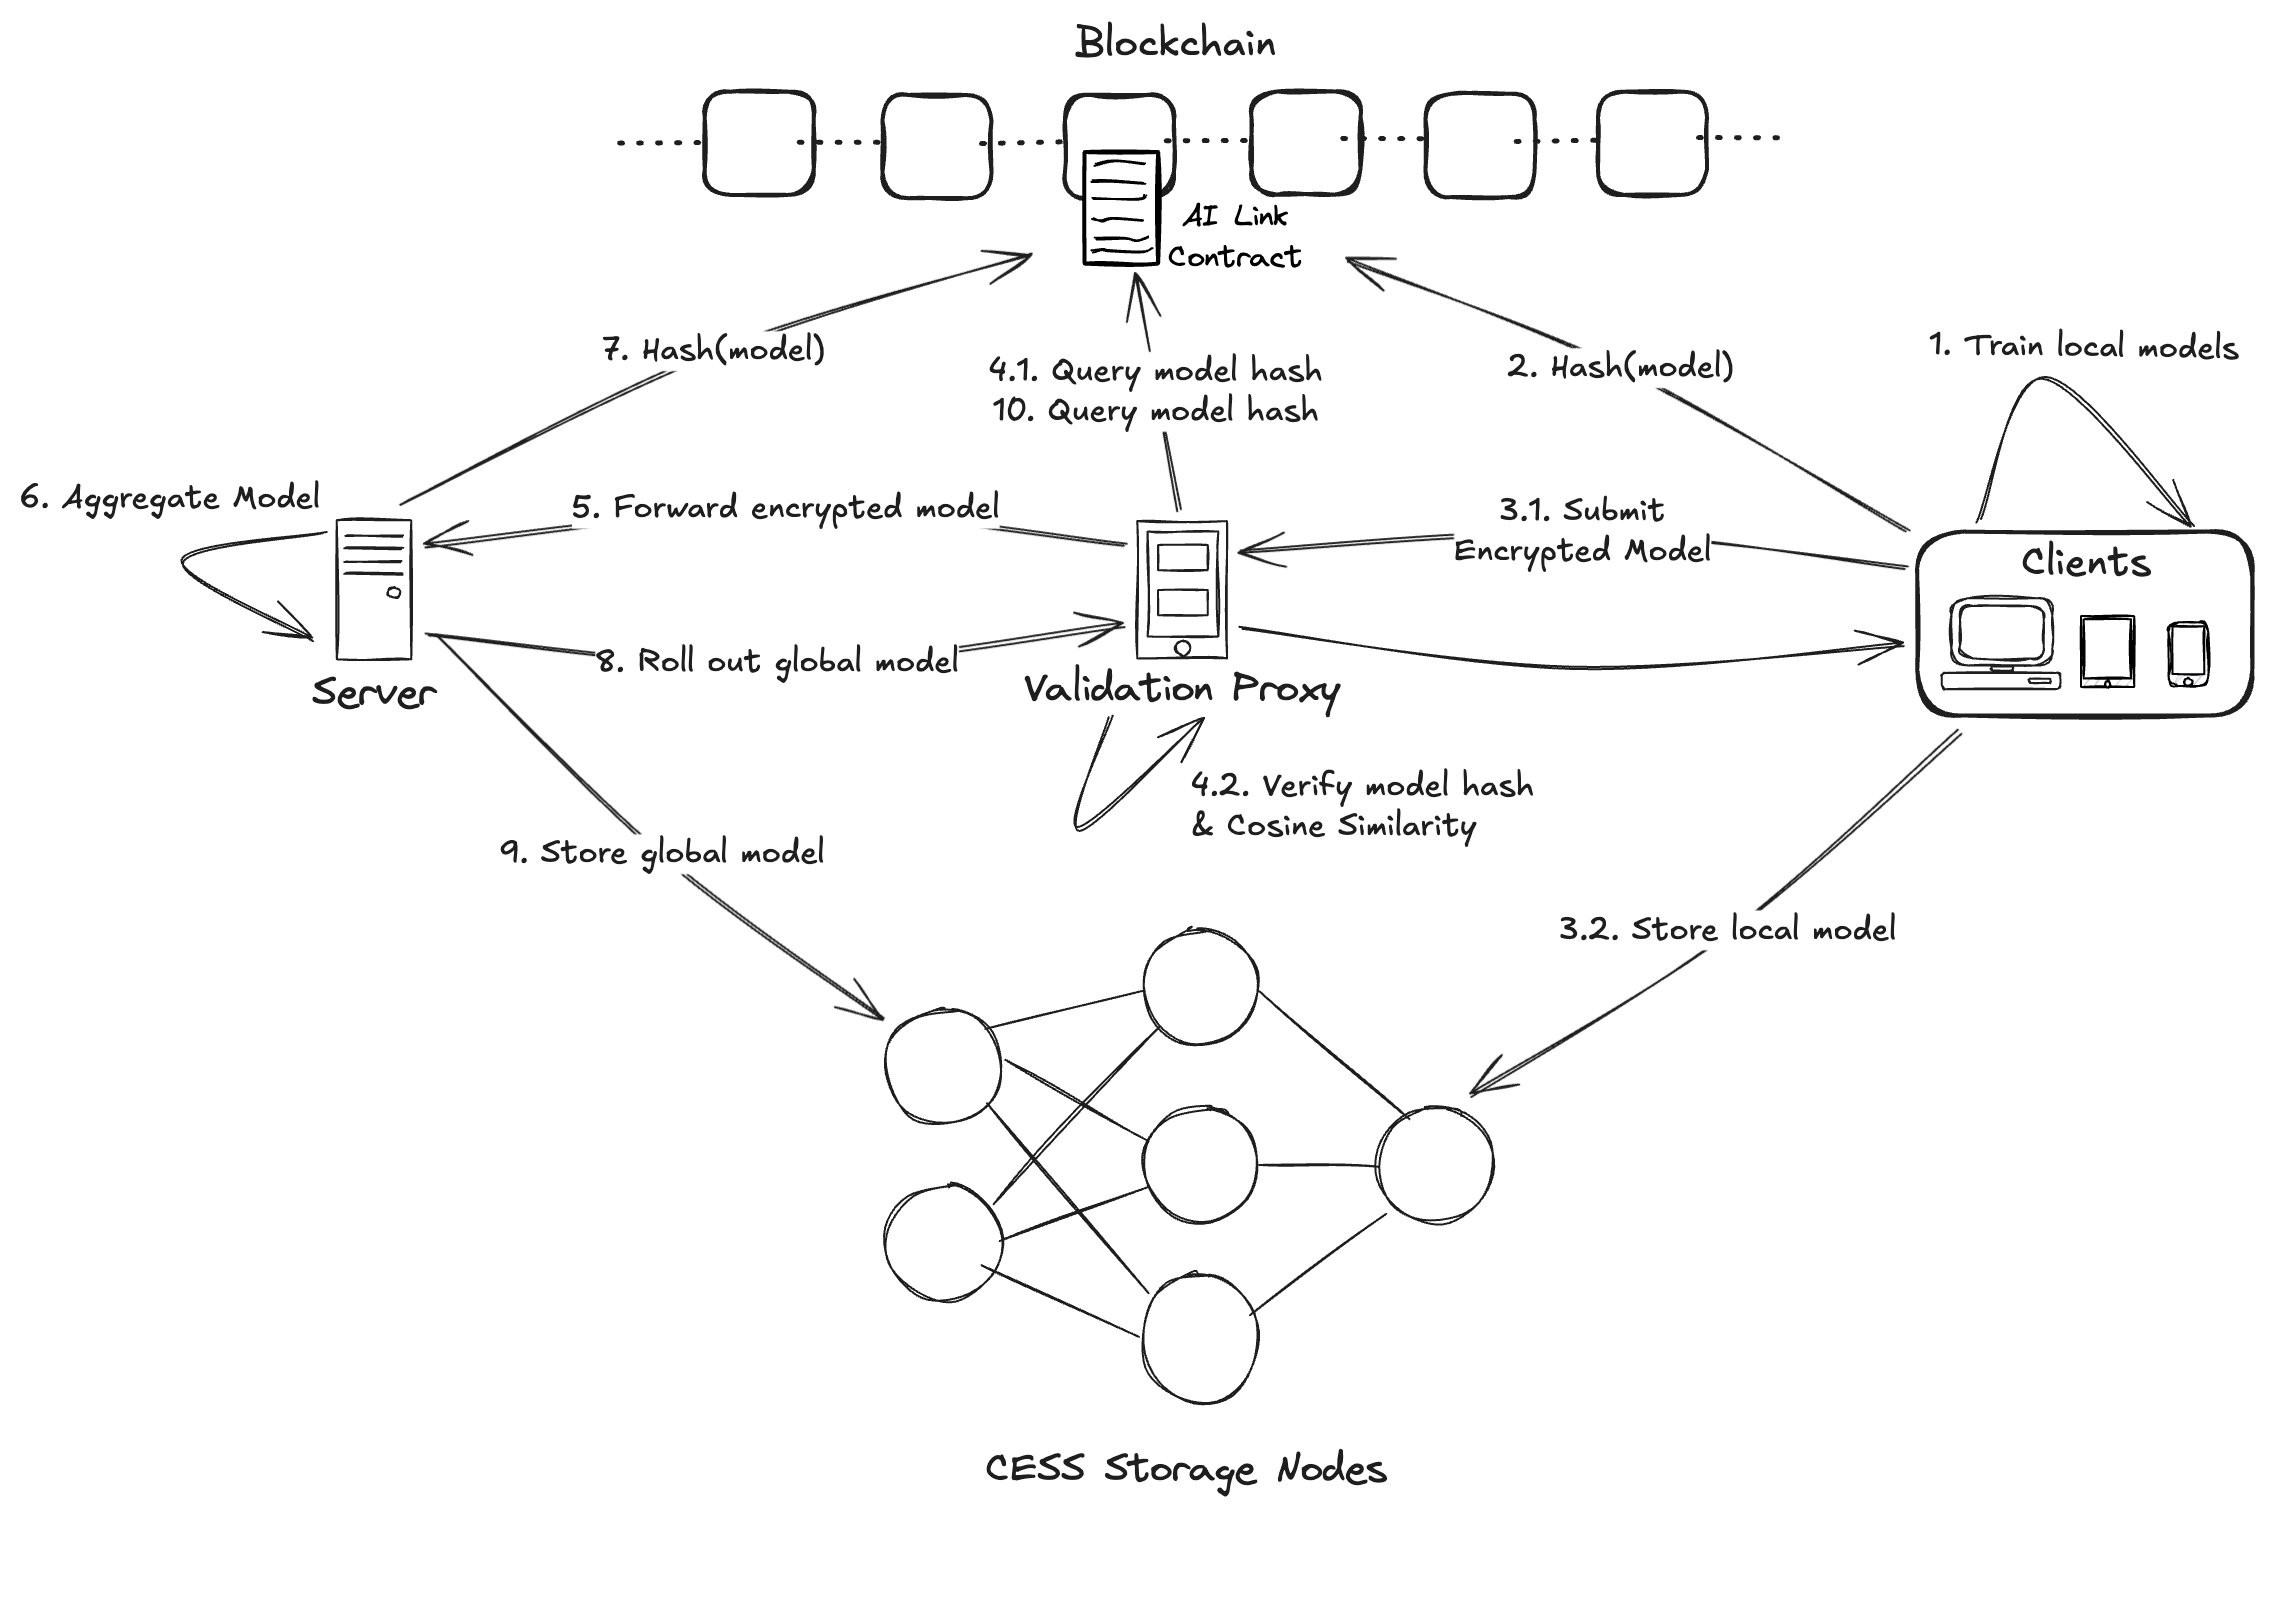 Blockchain
AI Link
Contract
7. Hash(model)
4.1. Query model hash
10. Query model hash
2. Hash(model)
1. Train local models
6. Aggregate Model
5. Forward encrypted model
3.1. Submit
Encrypted Model
Clients
8. Roll out global model
Server
Validation Proxy
4.2. Verify model hash
& Cosine Similarity
9. Store global model
3.2. Store local model
CESS Storage Nodes